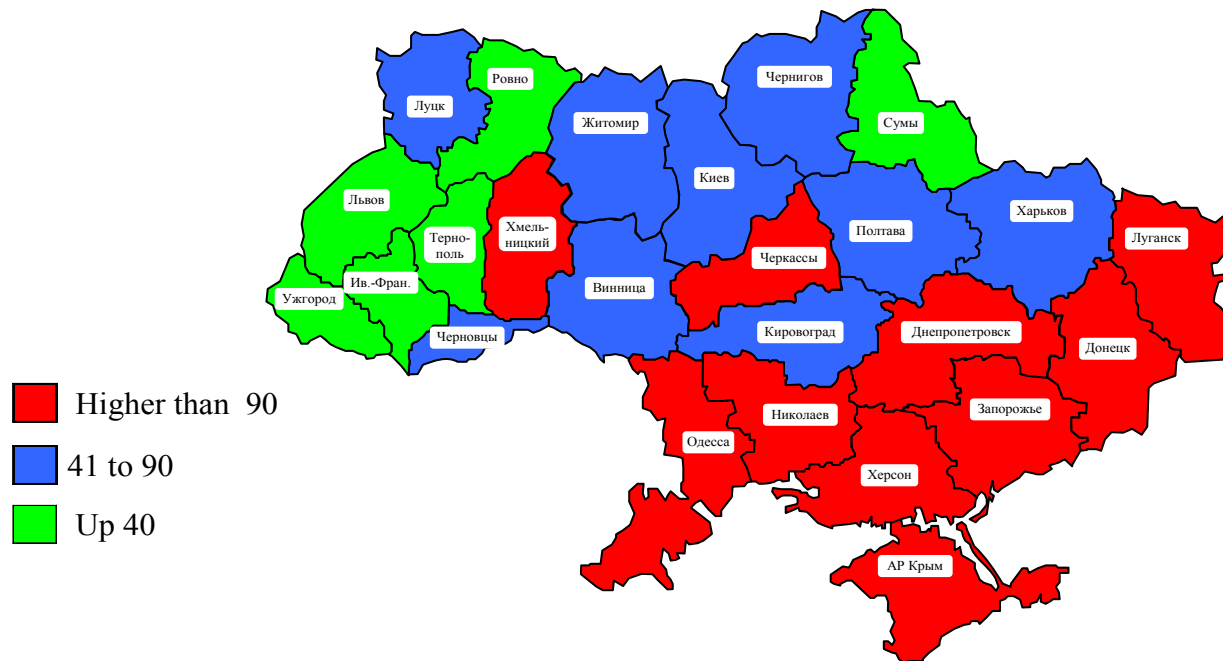 Чернигов
Ровно
Луцк
Житомир
Сумы
Киев
Львов
Хмель-
ницкий
Терно-
поль
Полтава
Харьков
Луганск
Черкассы
Ив.-Фран.
Ужгород
Винница
Черновцы
Кировоград
Днепропетровск
Донецк
Николаев
Запорожье
Одесса
Херсон
АР Крым
Higher than 90
41 to 90
Up 40